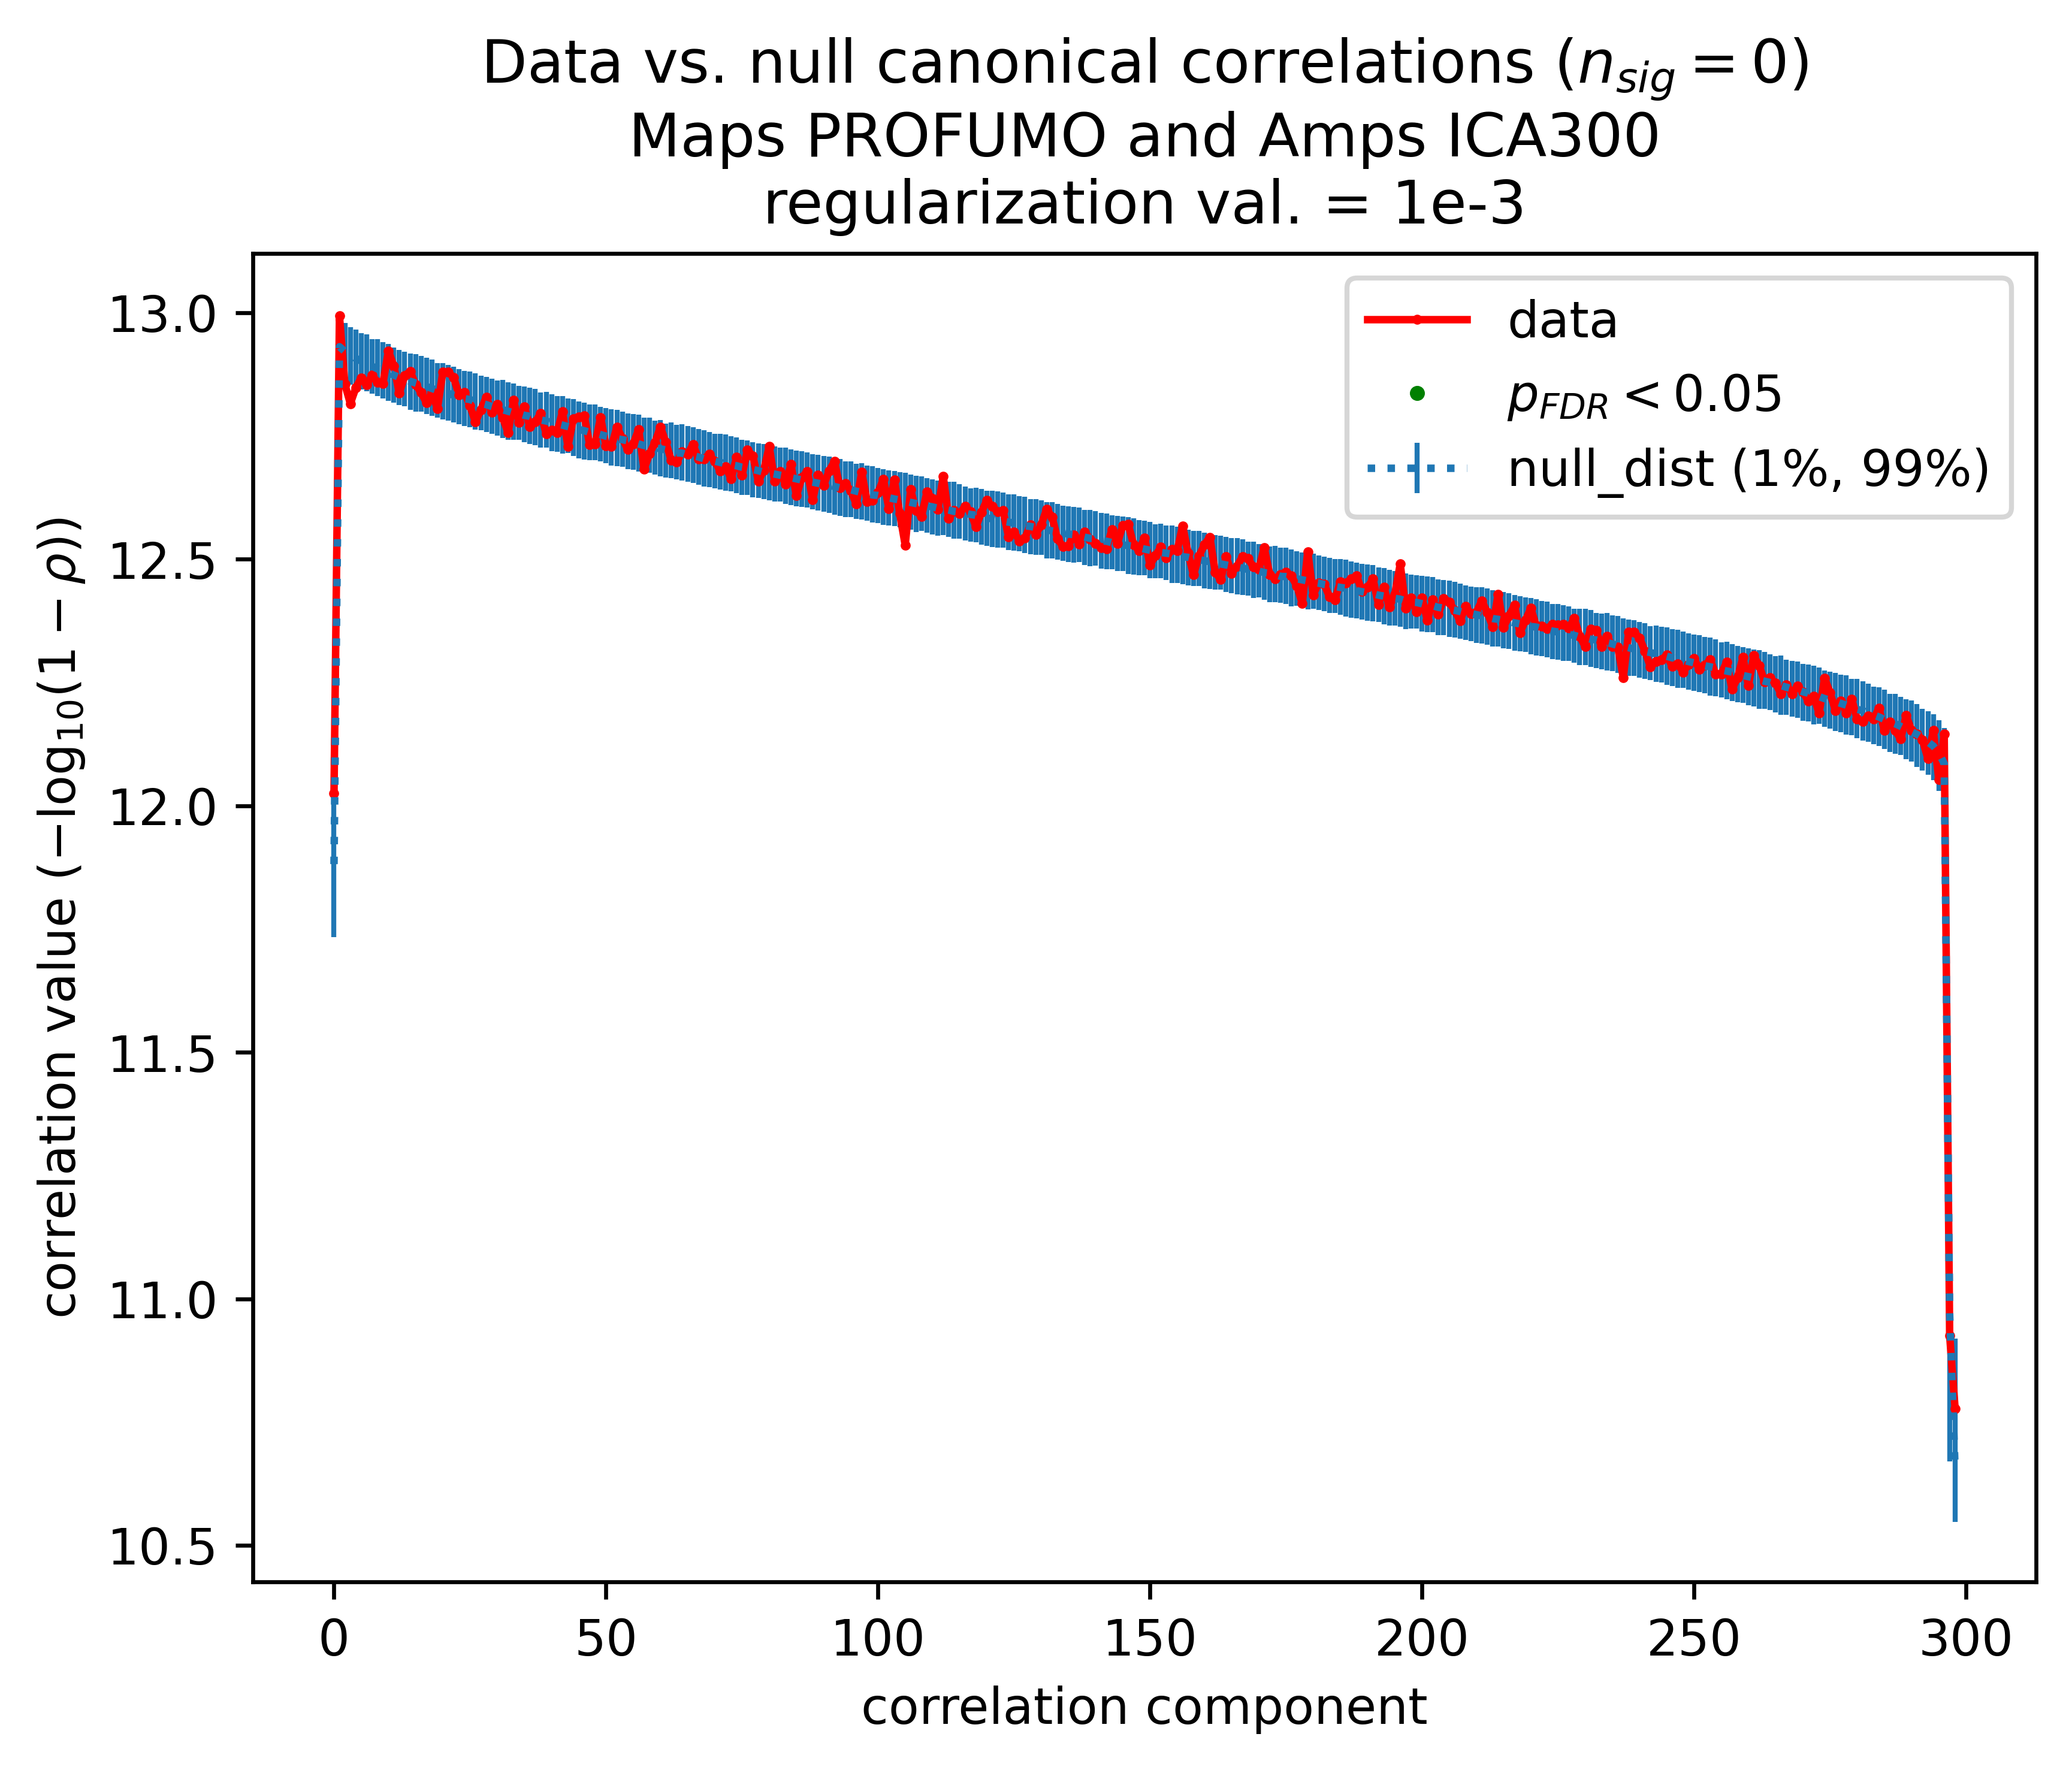 Data vs. null canonical correlations (n_sig = 0)
Maps PROFUMO and Amps ICA300
regularization val. = 1e-3
data
p_FDR < 0.05
null_dist (1%, 99%)
correlation value (−log₁₀(1 − ρ))
13.0
12.5
12.0
11.5
11.0
10.5
0 50 100 150 200 250 300
correlation component